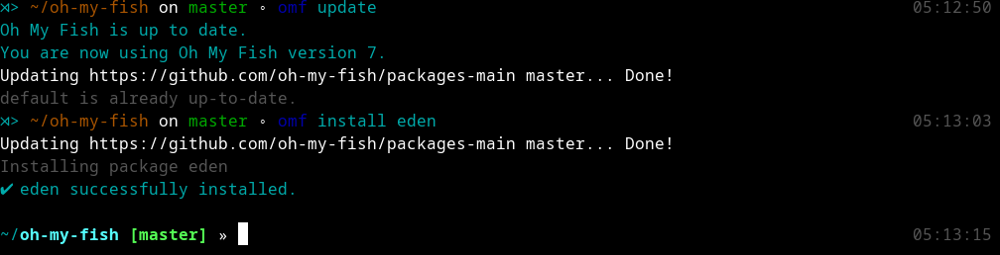 ⋊> ~/oh-my-fish on master ◦ omf update 05:12:50
Oh My Fish is up to date.
You are now using Oh My Fish version 7.
Updating https://github.com/oh-my-fish/packages-main master... Done!
default is already up-to-date.
⋊> ~/oh-my-fish on master ◦ omf install eden 05:13:03
Updating https://github.com/oh-my-fish/packages-main master... Done!
Installing package eden
✔ eden successfully installed.
~/oh-my-fish [master] » 05:13:15